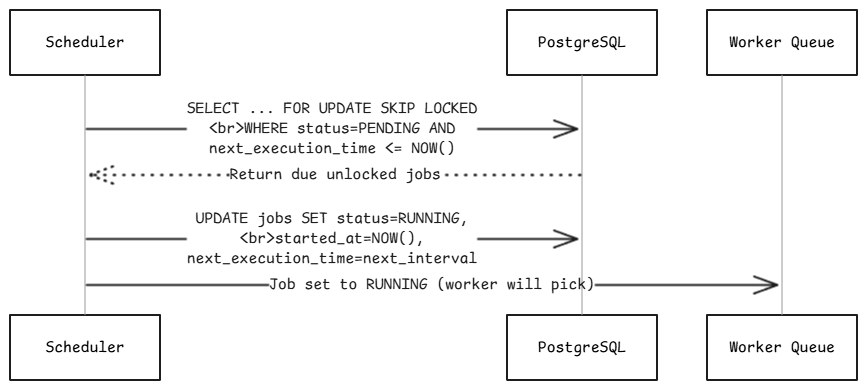 Scheduler
PostgreSQL
Worker Queue
SELECT ... FOR UPDATE SKIP LOCKED
<br>WHERE status=PENDING AND
next_execution_time <= NOW()
Return due unlocked jobs
UPDATE jobs SET status=RUNNING,
<br>started_at=NOW(),
next_execution_time=next_interval
Job set to RUNNING (worker will pick)
Scheduler
PostgreSQL
Worker Queue